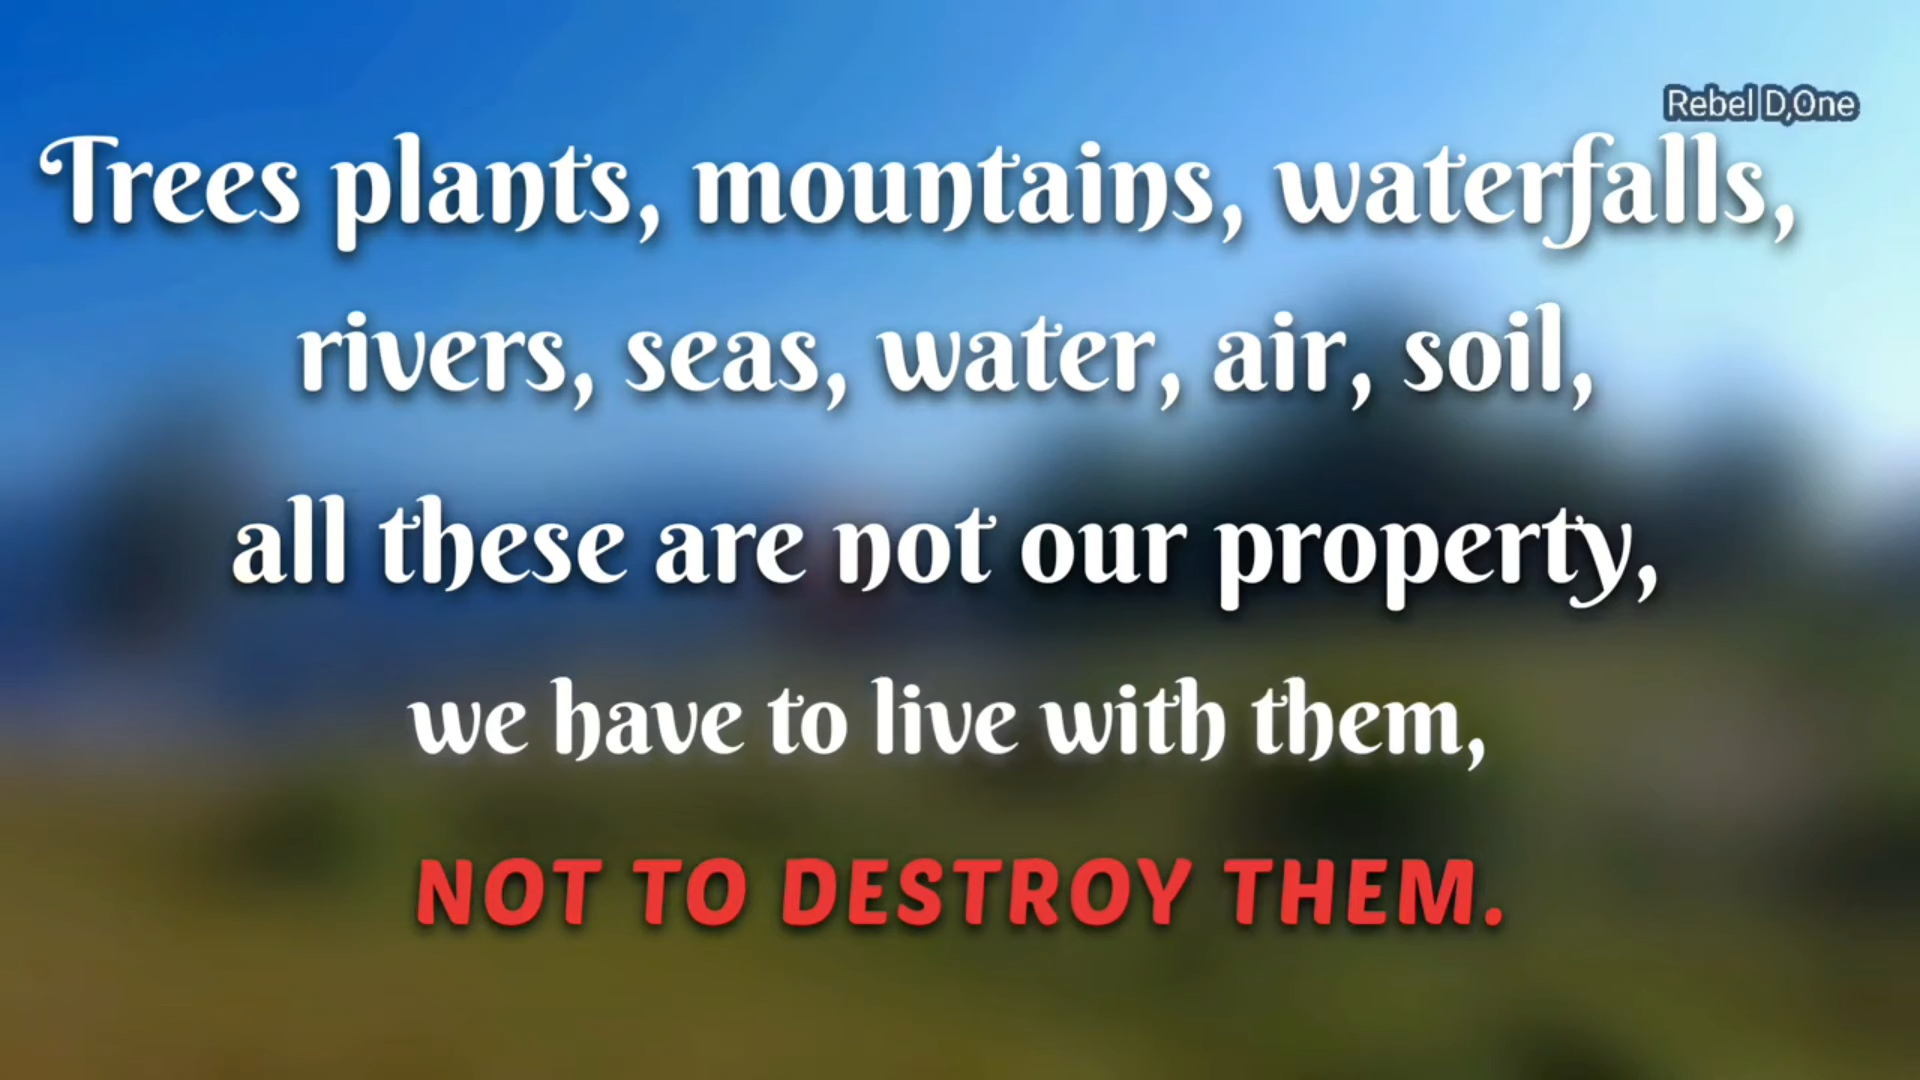 Rebel D,One
Trees plants, mountains, waterfalls,
rivers, seas, water, air, soil,
all these are not our property,
we have to live with them,
NOT TO DESTROY THEM.